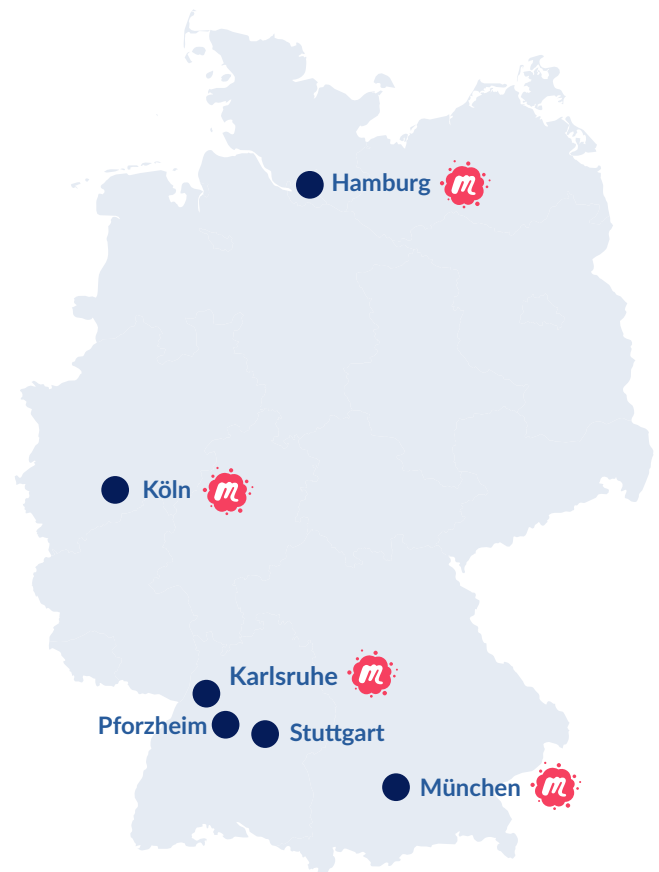 Hamburg m
Köln m
Karlsruhe m
Pforzheim
Stuttgart
München m